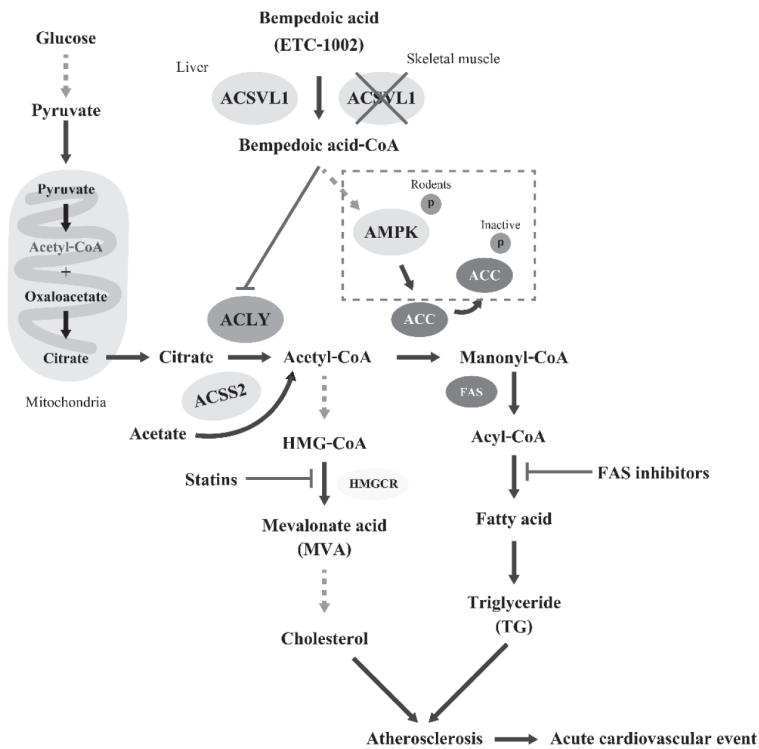 Bempedoic acid
(ETC-1002)
Glucose
Liver
Skeletal muscle
ACSVL1
ACSVL1
Pyruvate
Bempedoic acid-CoA
Pyruvate
Rodents
p
AMPK
Inactive
p
Acetyl-CoA
+
ACC
Oxaloacetate
ACLY
ACC
Citrate
Citrate
Acetyl-CoA
Manonyl-CoA
Mitochondria
ACSS2
FAS
Acetate
HMG-CoA
Acyl-CoA
Statins
HMGCR
FAS inhibitors
Mevalonate acid
(MVA)
Fatty acid
Triglyceride
(TG)
Cholesterol
Atherosclerosis
Acute cardiovascular event